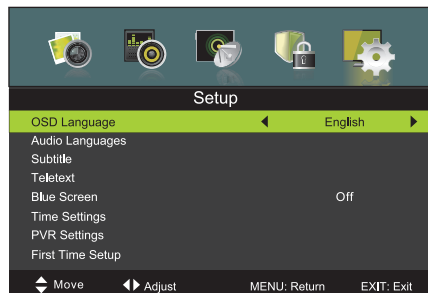 Setup
OSD Language English
Audio Languages
Subtitle
Teletext
Blue Screen Off
Time Settings
PVR Settings
First Time Setup
Move Adjust MENU: Return EXIT: Exit